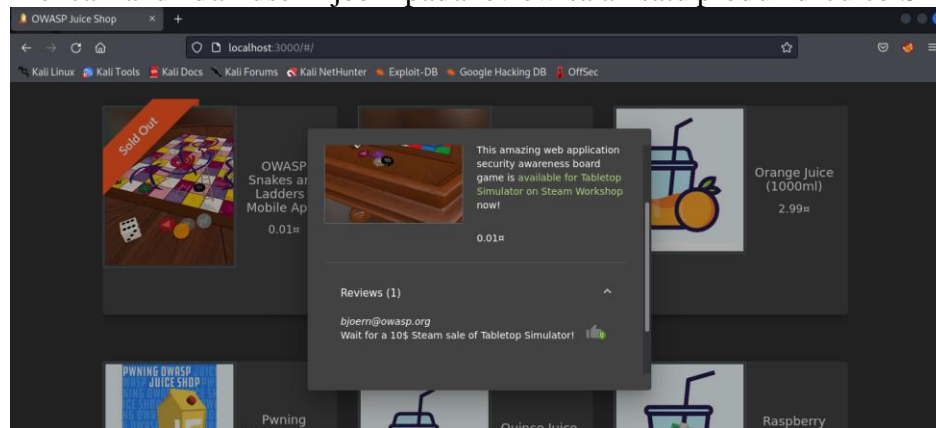 OWASP Juice Shop
localhost:3000/#/
Kali Linux Kali Tools Kali Docs Kali Forums Kali NetHunter Exploit-DB Google Hacking DB OffSec
Sold Out
OWASP
Snakes an
Ladders
Mobile Ap
0.01¤
This amazing web application
security awareness board
game is available for Tabletop
Simulator on Steam Workshop
now!
0.01¤
Reviews (1)
bjoern@owasp.org
Wait for a 10$ Steam sale of Tabletop Simulator!
0
Orange Juice
(1000ml)
2.99¤
PWNING OWASP
JUICE SHOP
Pwning
Quince Juice
Raspberry